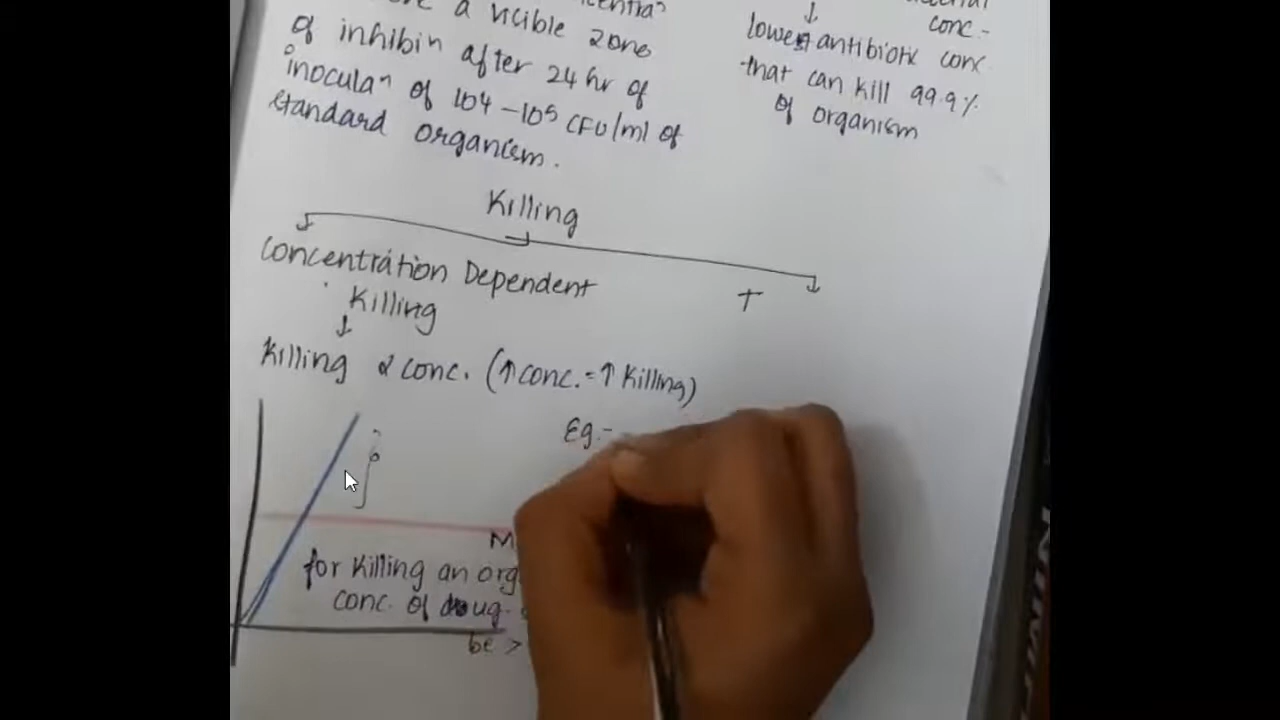 a visible zone
of inhibin after 24 hr of
inoculaⁿ of 10⁴ – 10⁵ CFU/ml of
standard organism.
conc.-
↓
lowest antibiotic conc.
that can kill 99.9%
of organism
Killing
Concentration Dependent
Killing
↓
T
Killing α conc. (↑conc. = ↑ Killing)
Eg:-
M
for Killing an org
conc. of drug
be >